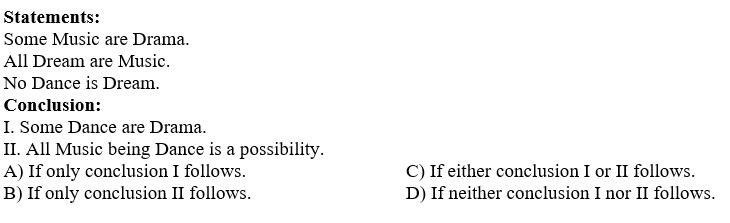 Statements:
Some Music are Drama.
All Dream are Music.
No Dance is Dream.
Conclusion:
I. Some Dance are Drama.
II. All Music being Dance is a possibility.
A) If only conclusion I follows. C) If either conclusion I or II follows.
B) If only conclusion II follows. D) If neither conclusion I nor II follows.